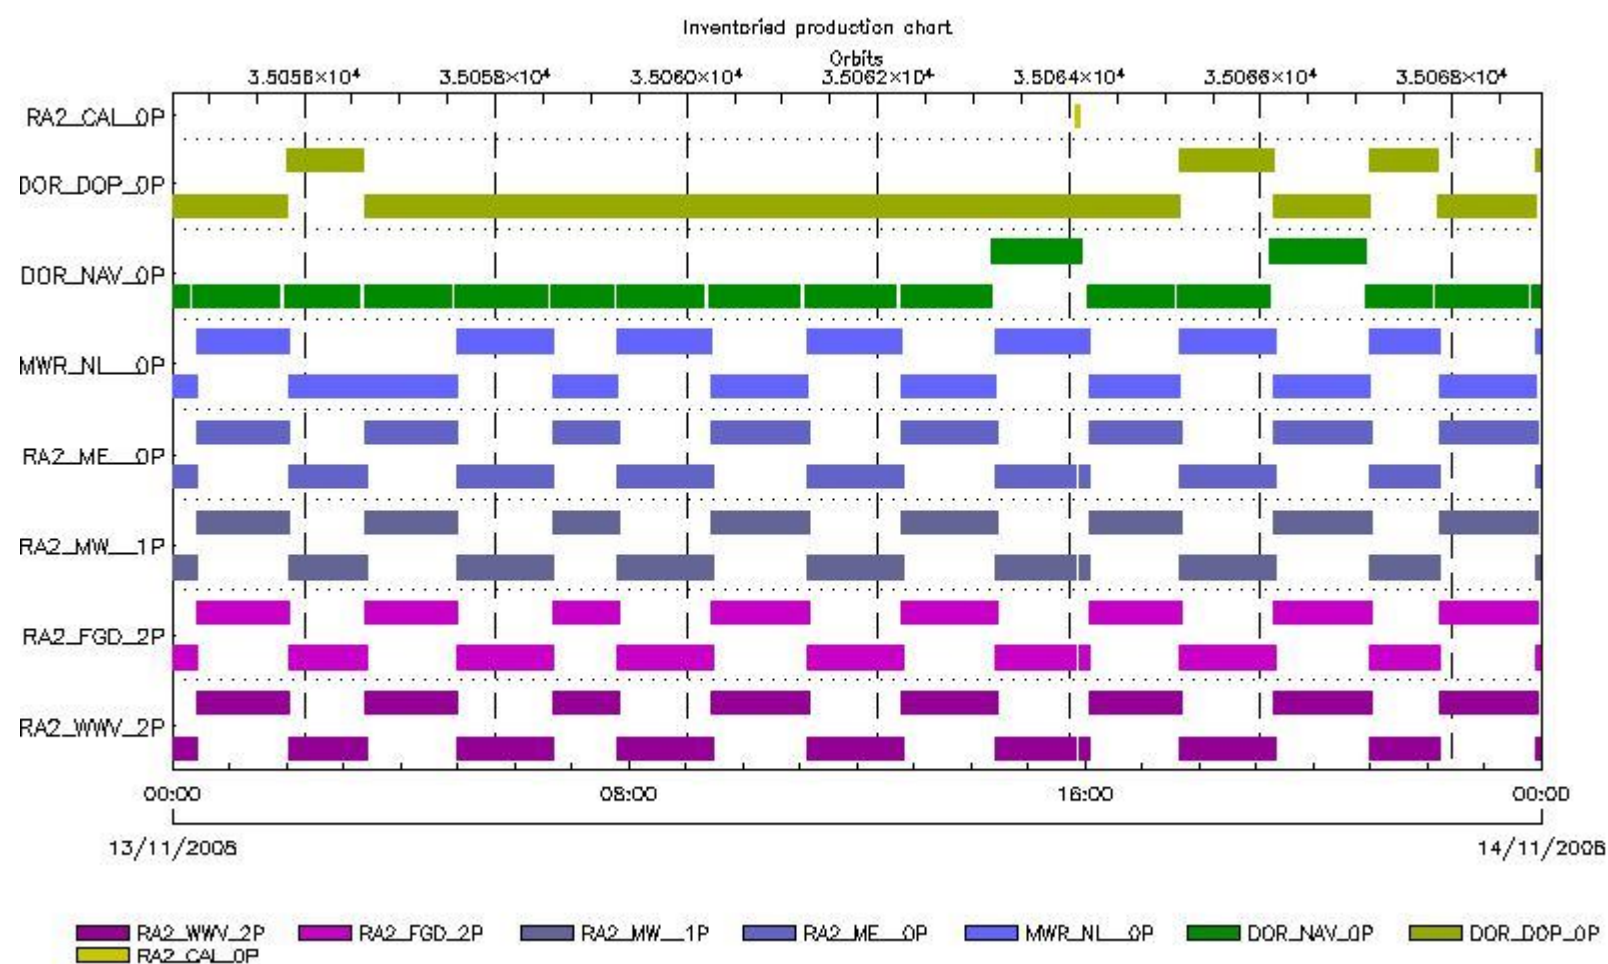 Inventoried production chart
Orbits
3.5056×10⁴ 3.5058×10⁴ 3.5060×10⁴ 3.5062×10⁴ 3.5064×10⁴ 3.5066×10⁴ 3.5068×10⁴
RA2_CAL_0P
DOR_DOP_0P
DOR_NAV_0P
MWR_NL__0P
RA2_ME__0P
RA2_MW__1P
RA2_FGD_2P
RA2_WWV_2P
00:00 08:00 16:00 00:00
13/11/2008 14/11/2008
RA2_WWV_2P RA2_FGD_2P RA2_MW__1P RA2_ME__0P MWR_NL__0P DOR_NAV_0P DOR_DOP_0P
RA2_CAL_0P